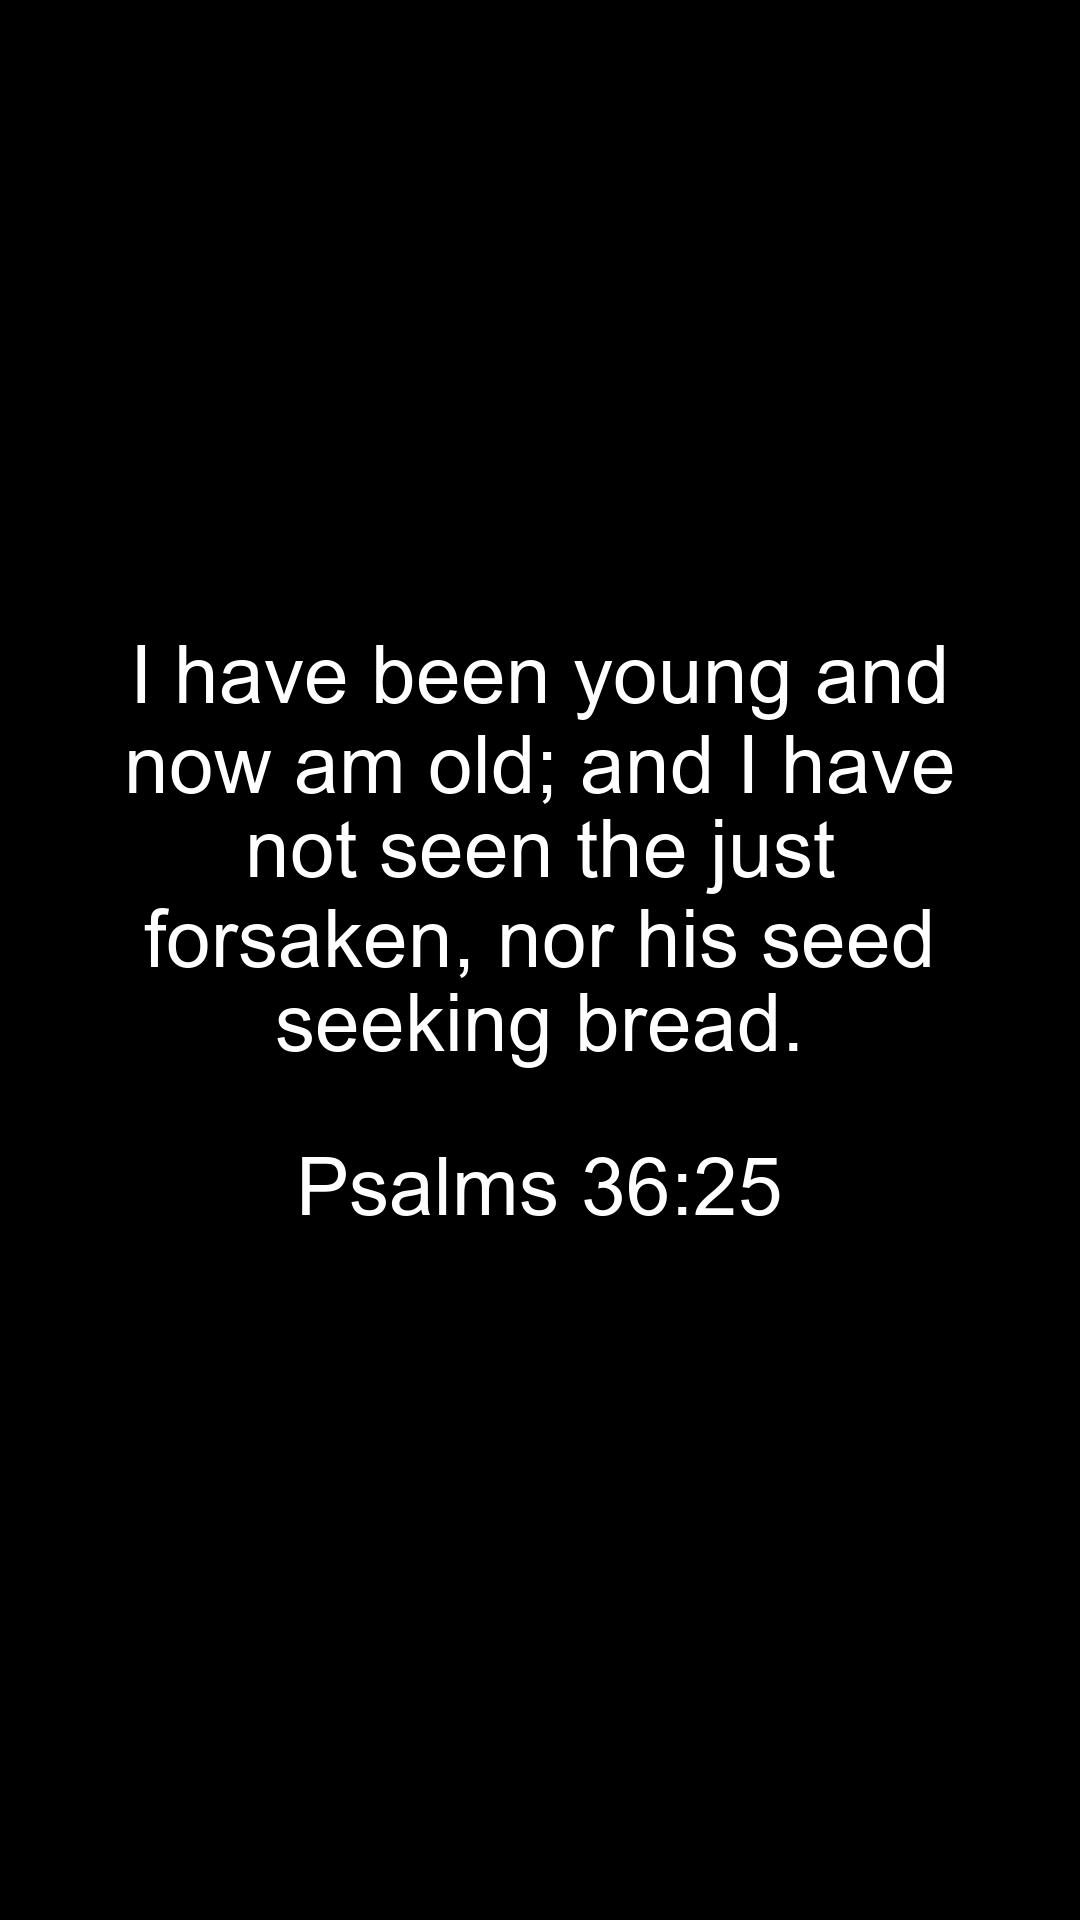 I have been young and
now am old; and I have
not seen the just
forsaken, nor his seed
seeking bread.
Psalms 36:25